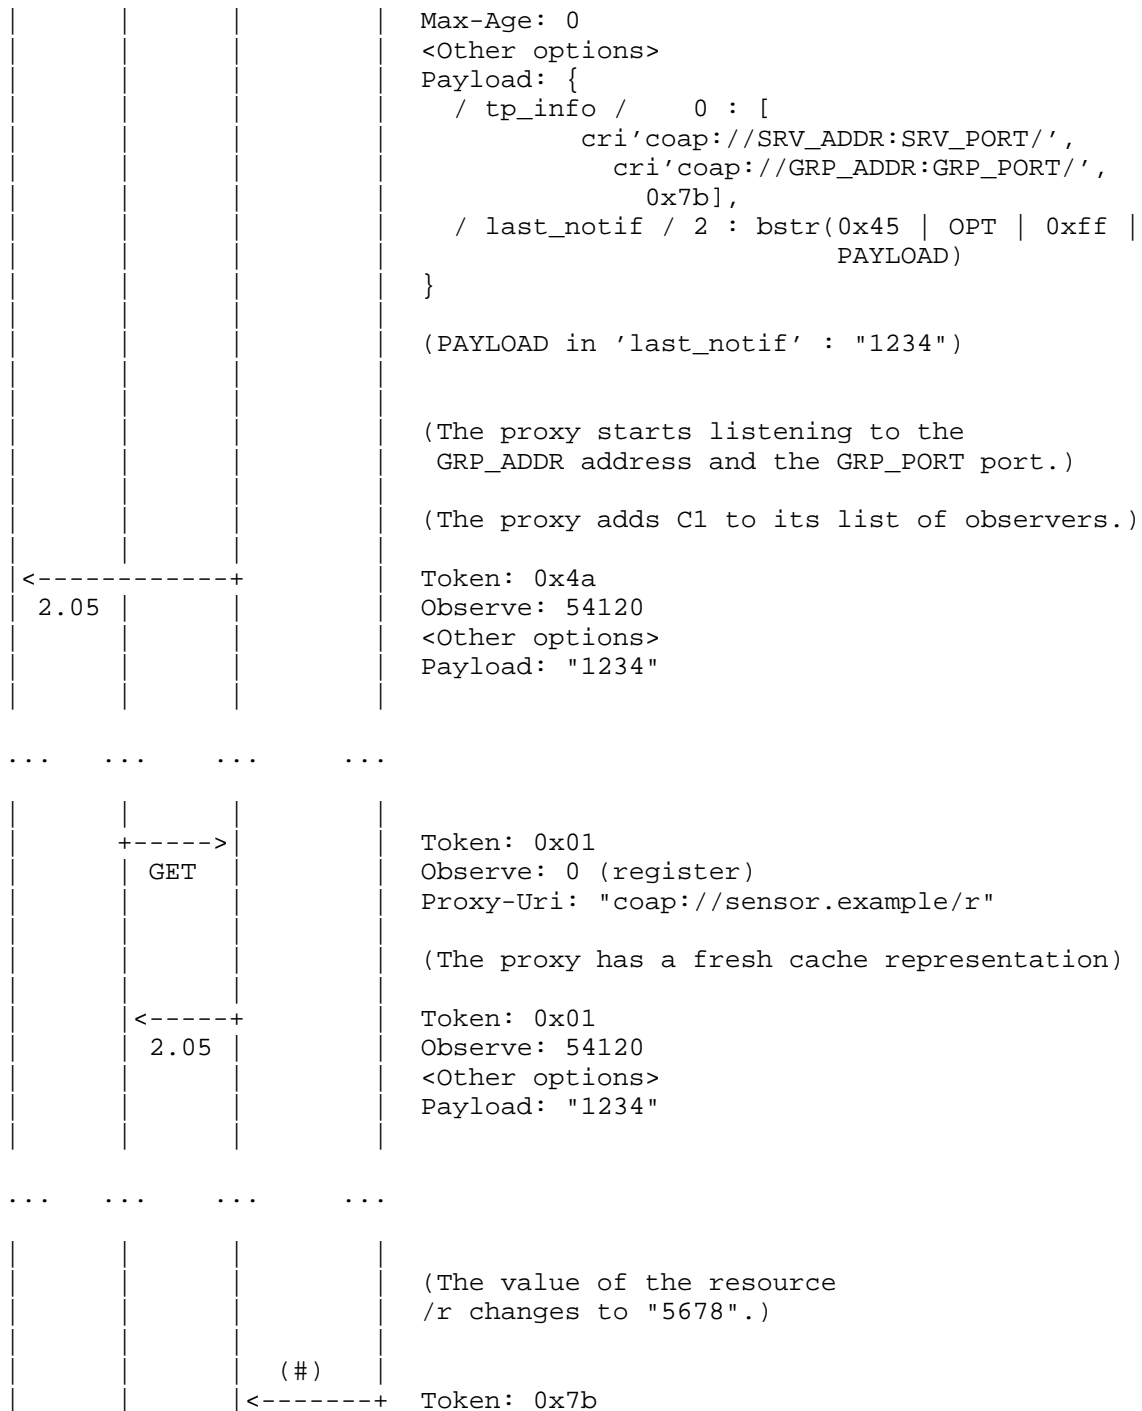 |       |      |        |  Max-Age: 0
|       |      |        |  <Other options>
|       |      |        |  Payload: {
|       |      |        |    / tp_info /    0 : [
|       |      |        |            cri'coap://SRV_ADDR:SRV_PORT/',
|       |      |        |              cri'coap://GRP_ADDR:GRP_PORT/',
|       |      |        |                0x7b],
|       |      |        |    / last_notif / 2 : bstr(0x45 | OPT | 0xff |
|       |      |        |                            PAYLOAD)
|       |      |        |  }
|       |      |        |
|       |      |        |  (PAYLOAD in 'last_notif' : "1234")
|       |      |        |
|       |      |        |
|       |      |        |  (The proxy starts listening to the
|       |      |        |   GRP_ADDR address and the GRP_PORT port.)
|       |      |        |
|       |      |        |  (The proxy adds C1 to its list of observers.)
|       |      |        |
|<------------+         |  Token: 0x4a
| 2.05  |      |        |  Observe: 54120
|       |      |        |  <Other options>
|       |      |        |  Payload: "1234"
|       |      |        |
...    ...    ...      ...
|       |      |        |
|       +----->|        |  Token: 0x01
|       | GET  |        |  Observe: 0 (register)
|       |      |        |  Proxy-Uri: "coap://sensor.example/r"
|       |      |        |
|       |      |        |  (The proxy has a fresh cache representation)
|       |      |        |
|       |<-----+        |  Token: 0x01
|       | 2.05 |        |  Observe: 54120
|       |      |        |  <Other options>
|       |      |        |  Payload: "1234"
|       |      |        |
...    ...    ...      ...
|       |      |        |
|       |      |        |  (The value of the resource
|       |      |        |  /r changes to "5678".)
|       |      |        |
|       |      |  (#)   |
|       |      |<-------+  Token: 0x7b